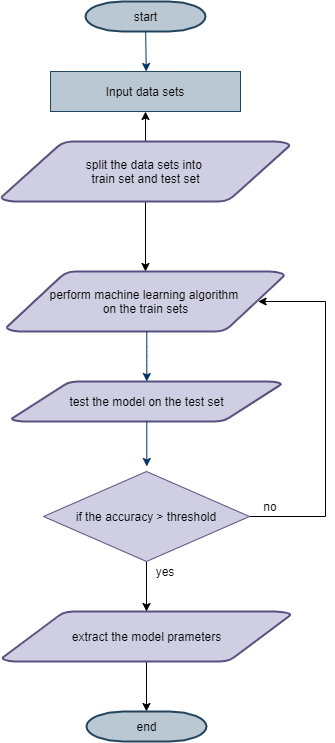 start
Input data sets
split the data sets into
train set and test set
perform machine learning algorithm
on the train sets
test the model on the test set
if the accuracy > threshold
no
yes
extract the model prameters
end